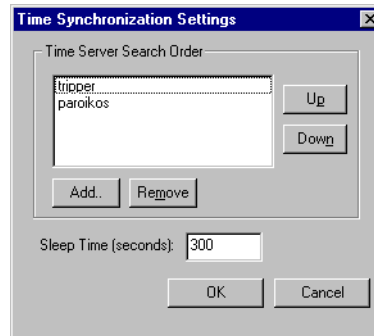 Time Synchronization Settings
Time Server Search Order
tripper
paroikos
Up
Down
Add..
Remove
Sleep Time (seconds): 300
OK
Cancel